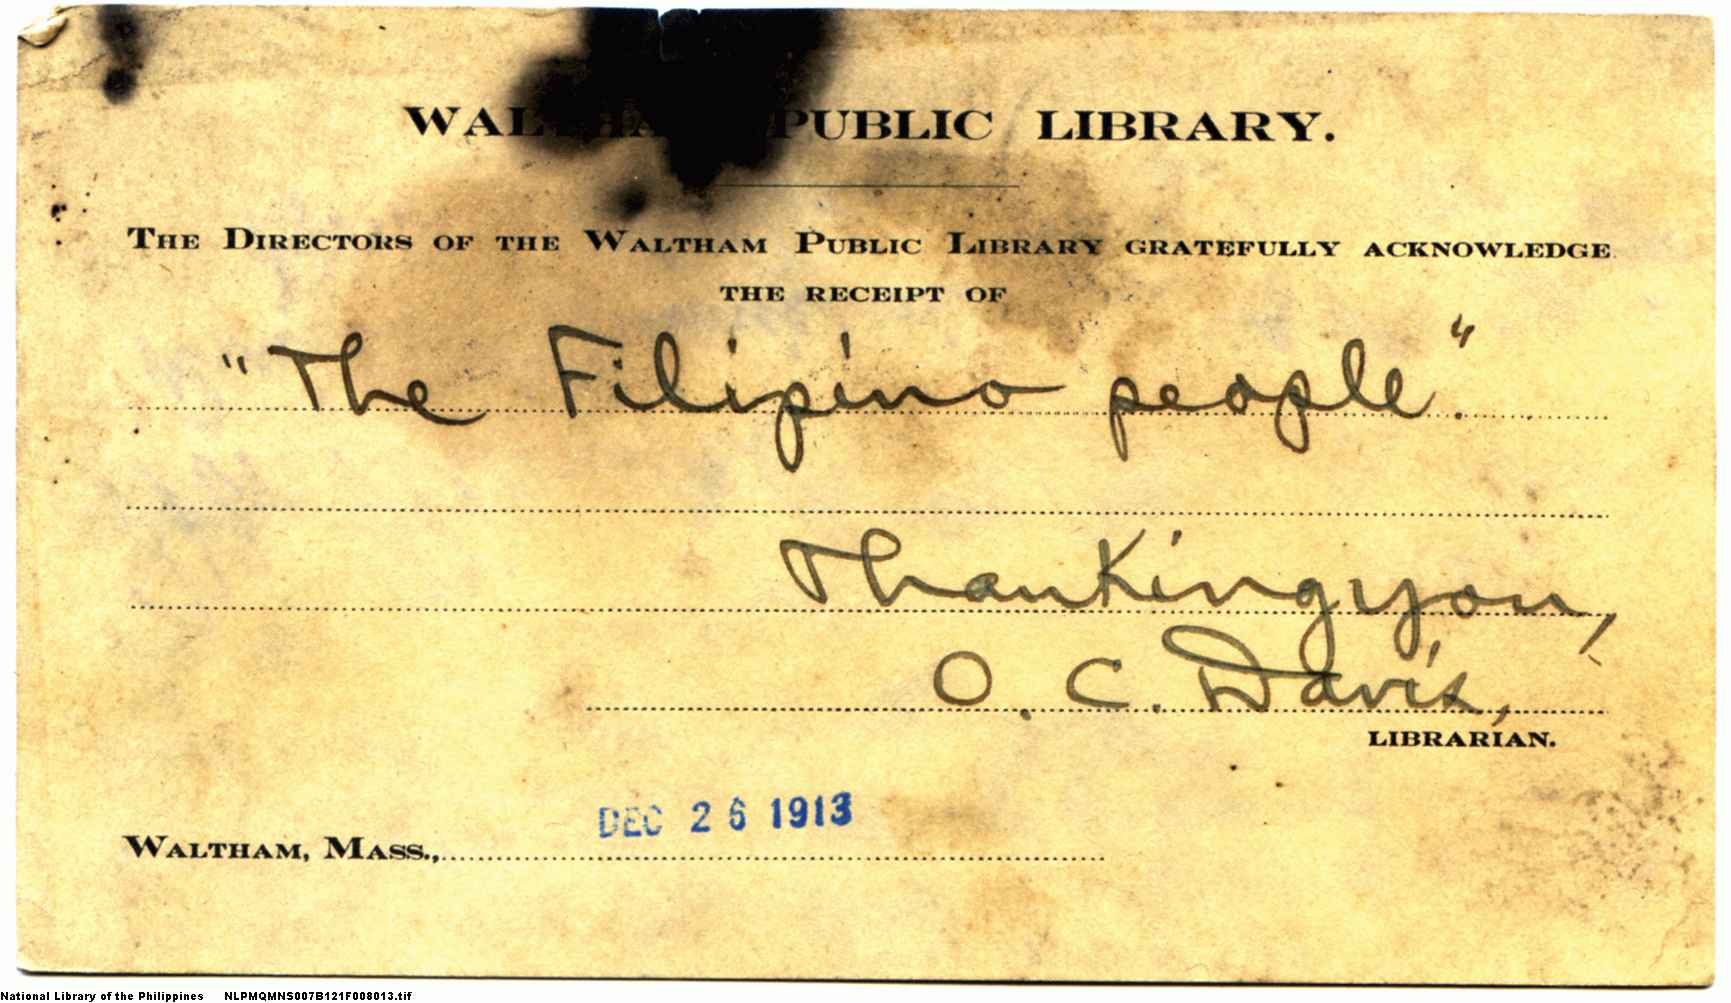 WALTHAM PUBLIC LIBRARY.
THE DIRECTORS OF THE WALTHAM PUBLIC LIBRARY GRATEFULLY ACKNOWLEDGE
THE RECEIPT OF
"The Filipino people."
Thanking you,
O. C. Davis,
LIBRARIAN.
DEC 26 1913
WALTHAM, MASS.,
National Library of the Philippines NLPMQMNS007B121F008013.tif